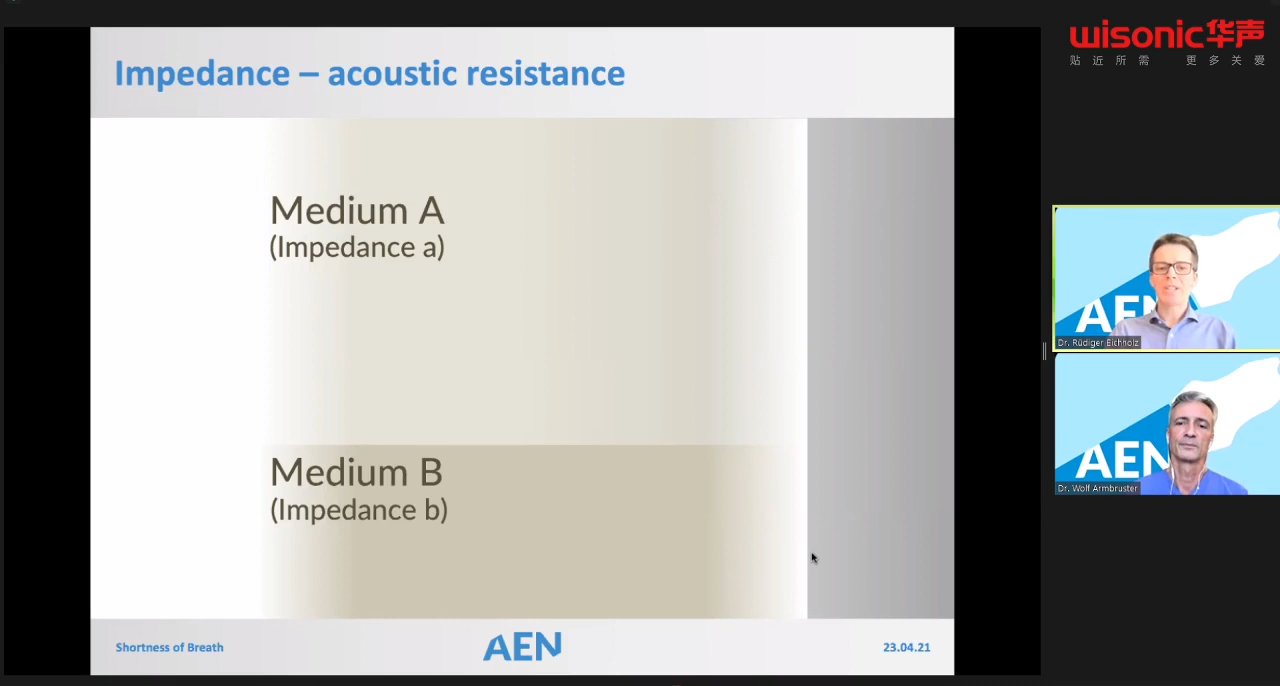 Impedance – acoustic resistance
Medium A
(Impedance a)
Medium B
(Impedance b)
Shortness of Breath
AEN
23.04.21
wisonic华声
贴近所需 更多关爱
AEN
Dr. Rüdiger Eichholz
AEN
Dr. Wolf Armbruster